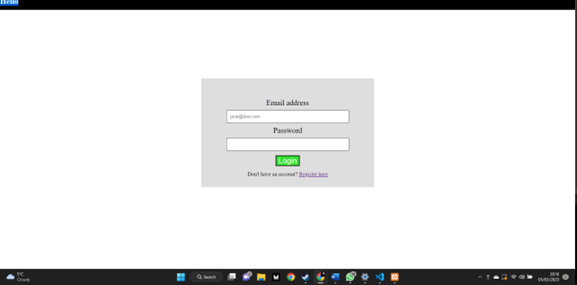 Hello
Email address
jane@doe.com
Password
Login
Don't have an account? Register here
5°C
Cloudy
Search
20:16
05/03/2023